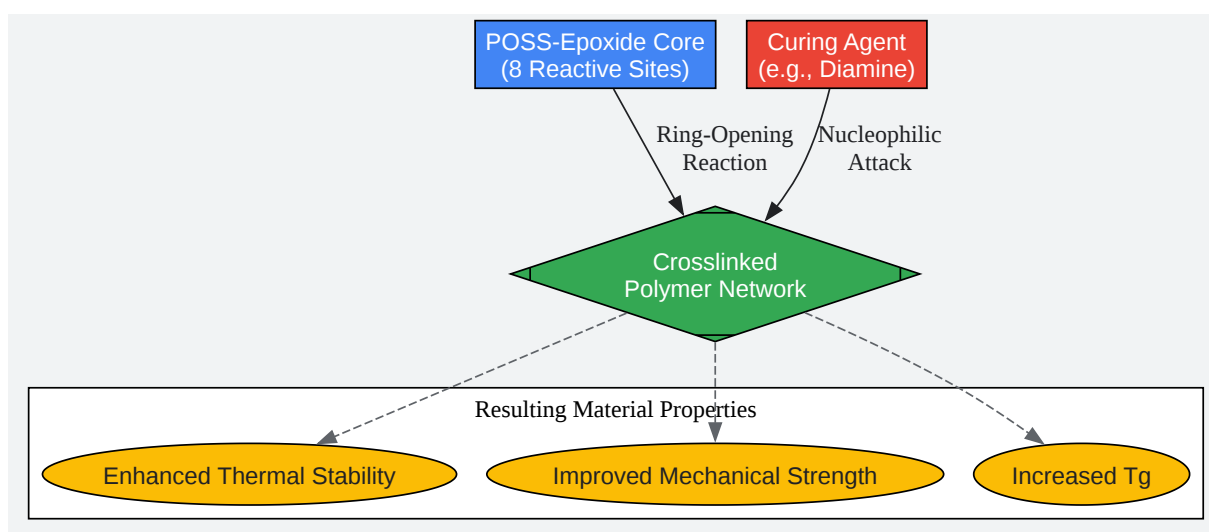 POSS-Epoxide Core
(8 Reactive Sites)
Curing Agent
(e.g., Diamine)
Ring-Opening
Reaction
Nucleophilic
Attack
Crosslinked
Polymer Network
Resulting Material Properties
Enhanced Thermal Stability
Improved Mechanical Strength
Increased Tg